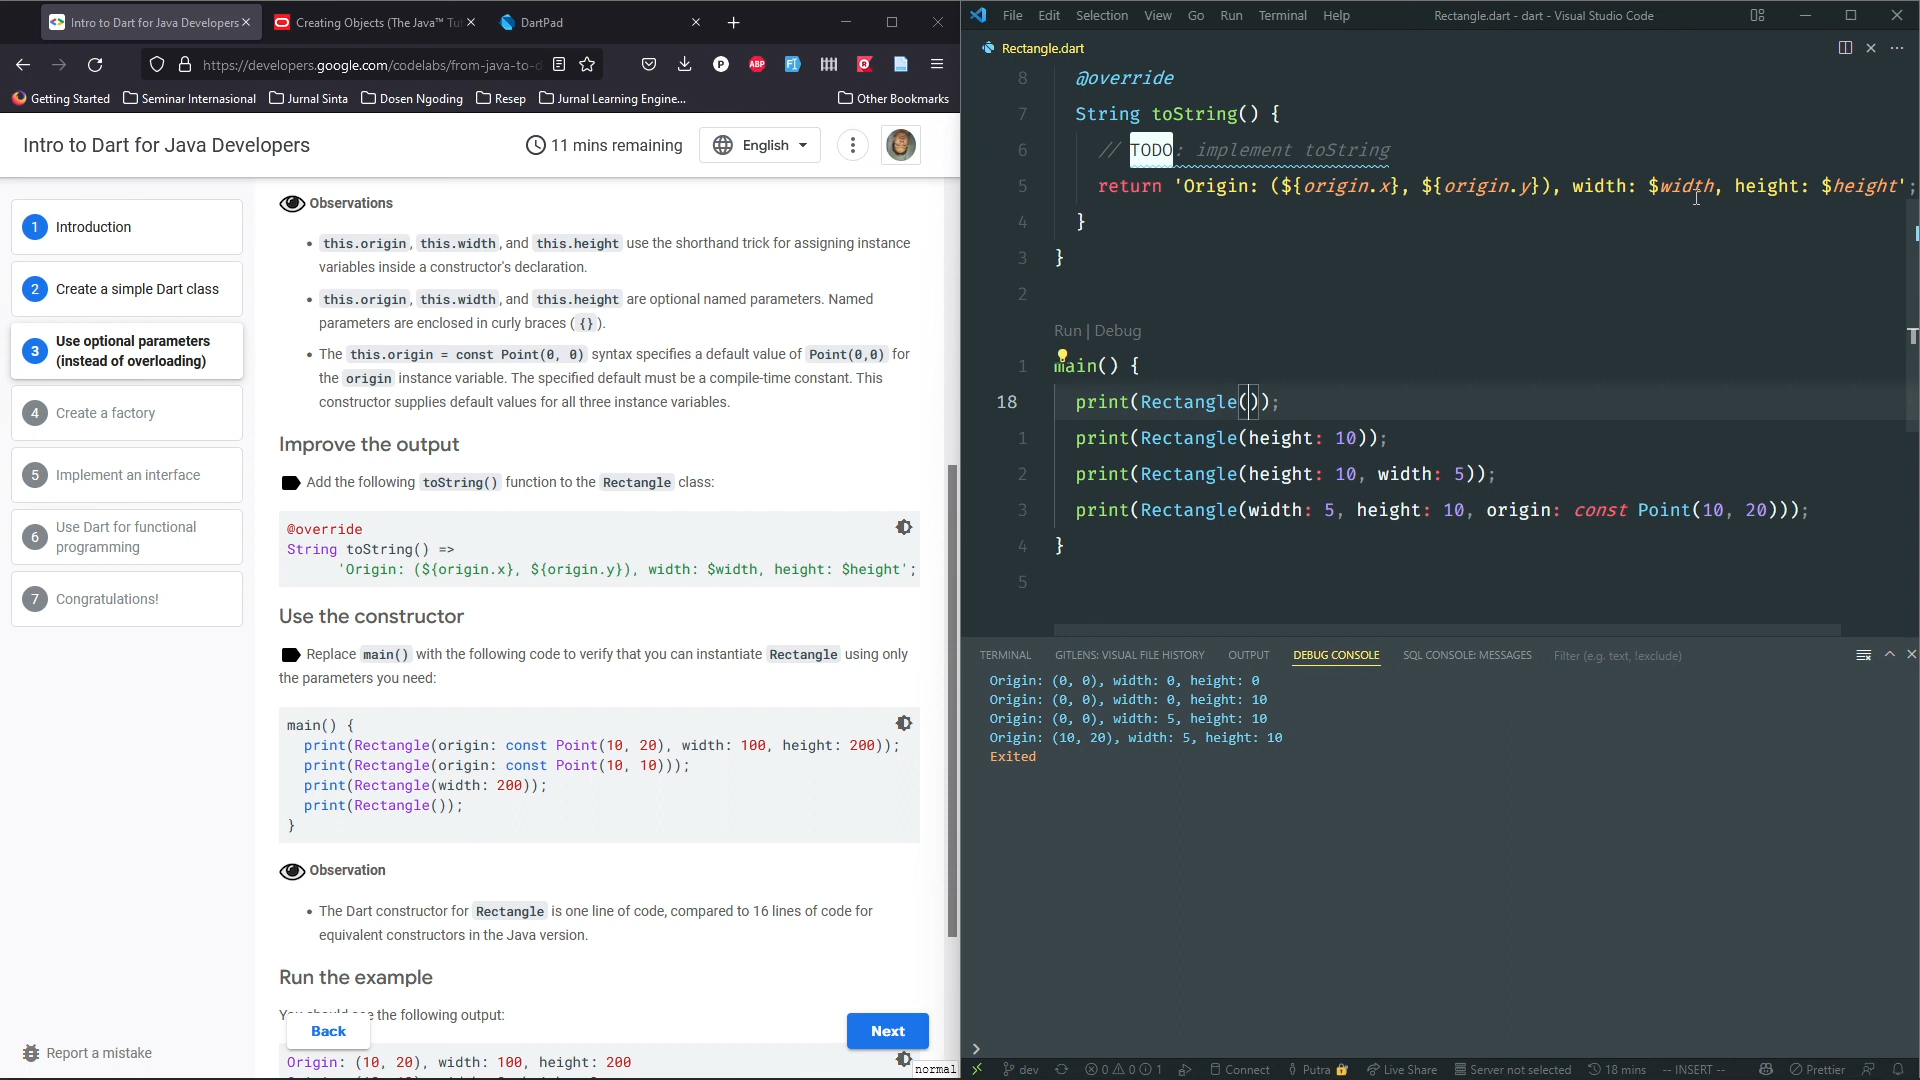 Intro to Dart for Java Developers
Creating Objects (The Java™ Tu
DartPad
https://developers.google.com/codelabs/from-java-to-d
Getting Started
Seminar Internasional
Jurnal Sinta
Dosen Ngoding
Resep
Jurnal Learning Engine...
Other Bookmarks
Intro to Dart for Java Developers
11 mins remaining
English
1 Introduction
2 Create a simple Dart class
3 Use optional parameters
(instead of overloading)
4 Create a factory
5 Implement an interface
6 Use Dart for functional
programming
7 Congratulations!
Report a mistake
Observations
• this.origin, this.width, and this.height use the shorthand trick for assigning instance
variables inside a constructor's declaration.
• this.origin, this.width, and this.height are optional named parameters. Named
parameters are enclosed in curly braces ({}).
• The this.origin = const Point(0, 0) syntax specifies a default value of Point(0,0) for
the origin instance variable. The specified default must be a compile-time constant. This
constructor supplies default values for all three instance variables.
Improve the output
Add the following toString() function to the Rectangle class:
@override
String toString() =>
'Origin: (${origin.x}, ${origin.y}), width: $width, height: $height';
Use the constructor
Replace main() with the following code to verify that you can instantiate Rectangle using only
the parameters you need:
main() {
print(Rectangle(origin: const Point(10, 20), width: 100, height: 200));
print(Rectangle(origin: const Point(10, 10)));
print(Rectangle(width: 200));
print(Rectangle());
}
Observation
• The Dart constructor for Rectangle is one line of code, compared to 16 lines of code for
equivalent constructors in the Java version.
Run the example
the following output:
Back
Next
Origin: (10, 20), width: 100, height: 200
normal
File Edit Selection View Go Run Terminal Help
Rectangle.dart - dart - Visual Studio Code
Rectangle.dart
8 @override
7 String toString() {
6 // TODO: implement toString
5 return 'Origin: (${origin.x}, ${origin.y}), width: $width, height: $height';
4 }
3 }
2
Run | Debug
1 main() {
18 print(Rectangle());
1 print(Rectangle(height: 10));
2 print(Rectangle(height: 10, width: 5));
3 print(Rectangle(width: 5, height: 10, origin: const Point(10, 20)));
4 }
5
TERMINAL GITLENS: VISUAL FILE HISTORY OUTPUT DEBUG CONSOLE SQL CONSOLE: MESSAGES Filter (e.g. text, !exclude)
Origin: (0, 0), width: 0, height: 0
Origin: (0, 0), width: 0, height: 10
Origin: (0, 0), width: 5, height: 10
Origin: (10, 20), width: 5, height: 10
Exited
dev 0 0 1 Connect Putra Live Share Server not selected 18 mins -- INSERT -- Prettier